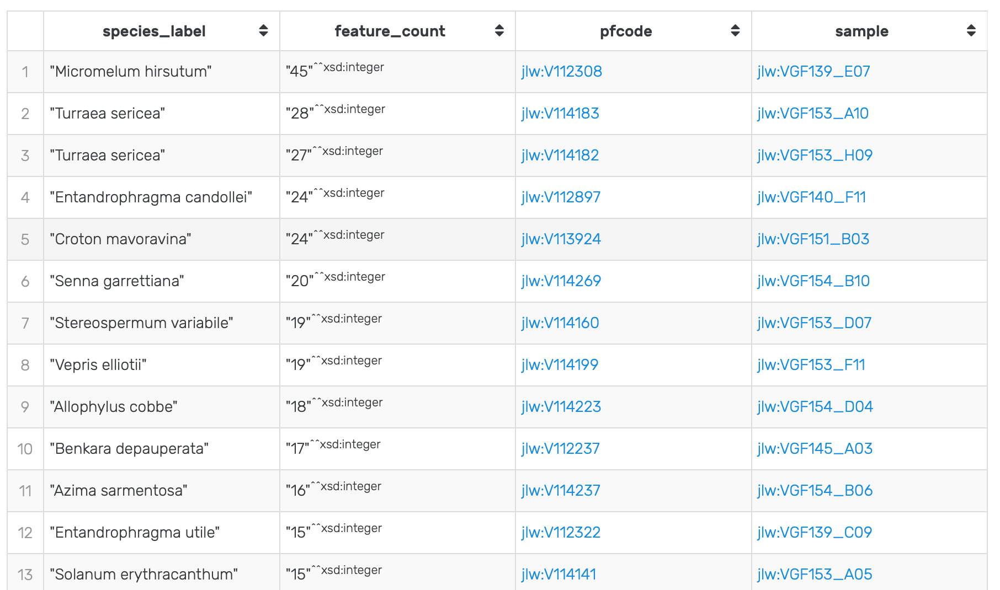 species_label feature_count pfcode sample
1 "Micromelum hirsutum" "45"^^xsd:integer jlw:V112308 jlw:VGF139_E07
2 "Turraea sericea" "28"^^xsd:integer jlw:V114183 jlw:VGF153_A10
3 "Turraea sericea" "27"^^xsd:integer jlw:V114182 jlw:VGF153_H09
4 "Entandrophragma candollei" "24"^^xsd:integer jlw:V112897 jlw:VGF140_F11
5 "Croton mavoravina" "24"^^xsd:integer jlw:V113924 jlw:VGF151_B03
6 "Senna garrettiana" "20"^^xsd:integer jlw:V114269 jlw:VGF154_B10
7 "Stereospermum variabile" "19"^^xsd:integer jlw:V114160 jlw:VGF153_D07
8 "Vepris elliotii" "19"^^xsd:integer jlw:V114199 jlw:VGF153_F11
9 "Allophylus cobbe" "18"^^xsd:integer jlw:V114223 jlw:VGF154_D04
10 "Benkara depauperata" "17"^^xsd:integer jlw:V112237 jlw:VGF145_A03
11 "Azima sarmentosa" "16"^^xsd:integer jlw:V114237 jlw:VGF154_B06
12 "Entandrophragma utile" "15"^^xsd:integer jlw:V112322 jlw:VGF139_C09
13 "Solanum erythracanthum" "15"^^xsd:integer jlw:V114141 jlw:VGF153_A05